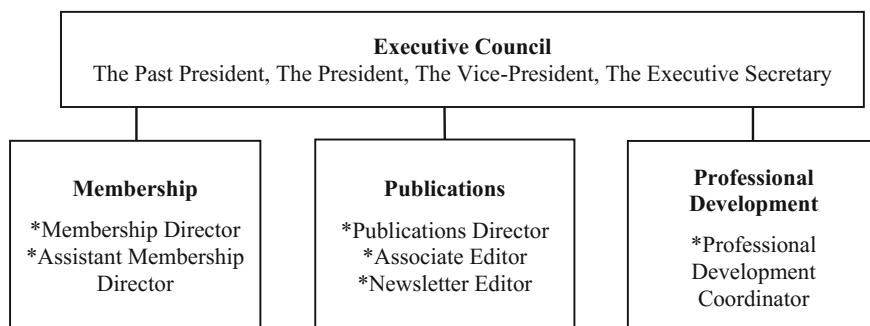 Executive Council
The Past President, The President, The Vice-President, The Executive Secretary
Membership
*Membership Director
*Assistant Membership
Director
Publications
*Publications Director
*Associate Editor
*Newsletter Editor
Professional
Development
*Professional
Development
Coordinator